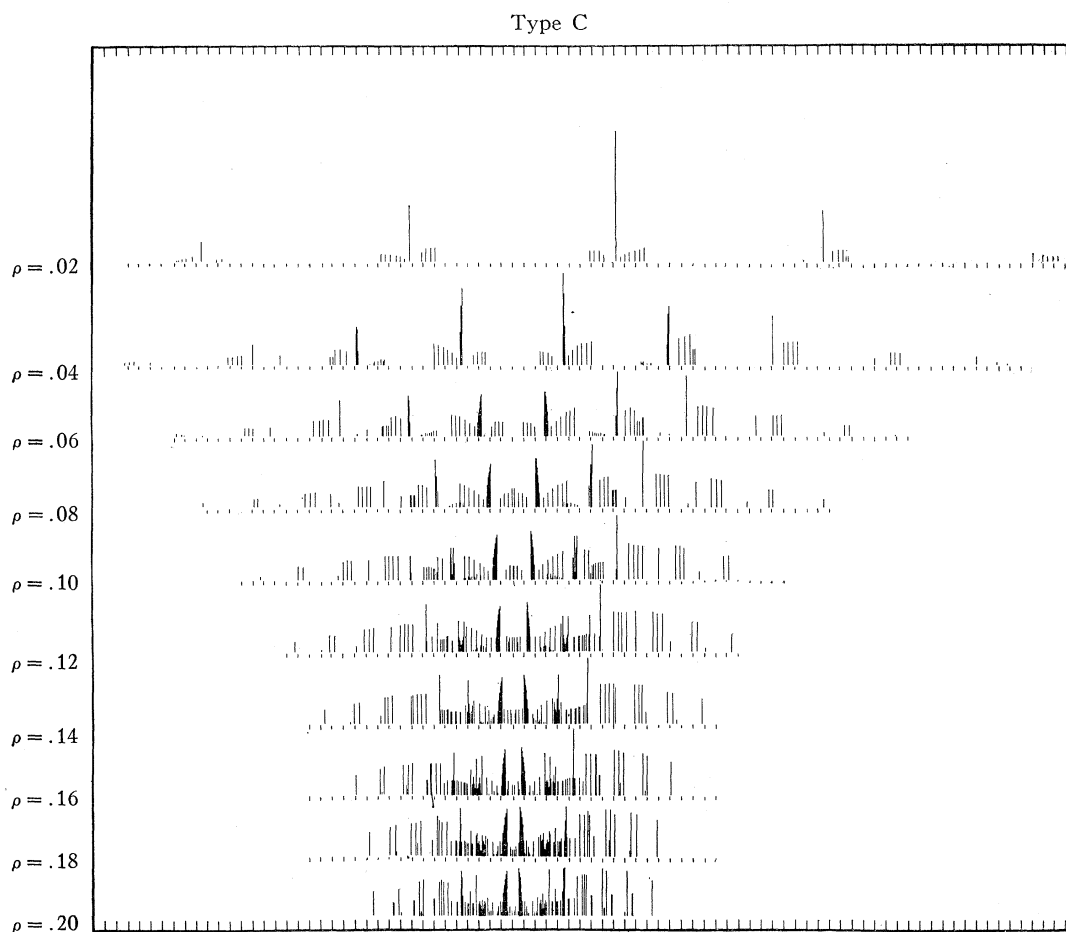 Type C
ρ = .02
ρ = .04
ρ = .06
ρ = .08
ρ = .10
ρ = .12
ρ = .14
ρ = .16
ρ = .18
ρ = .20